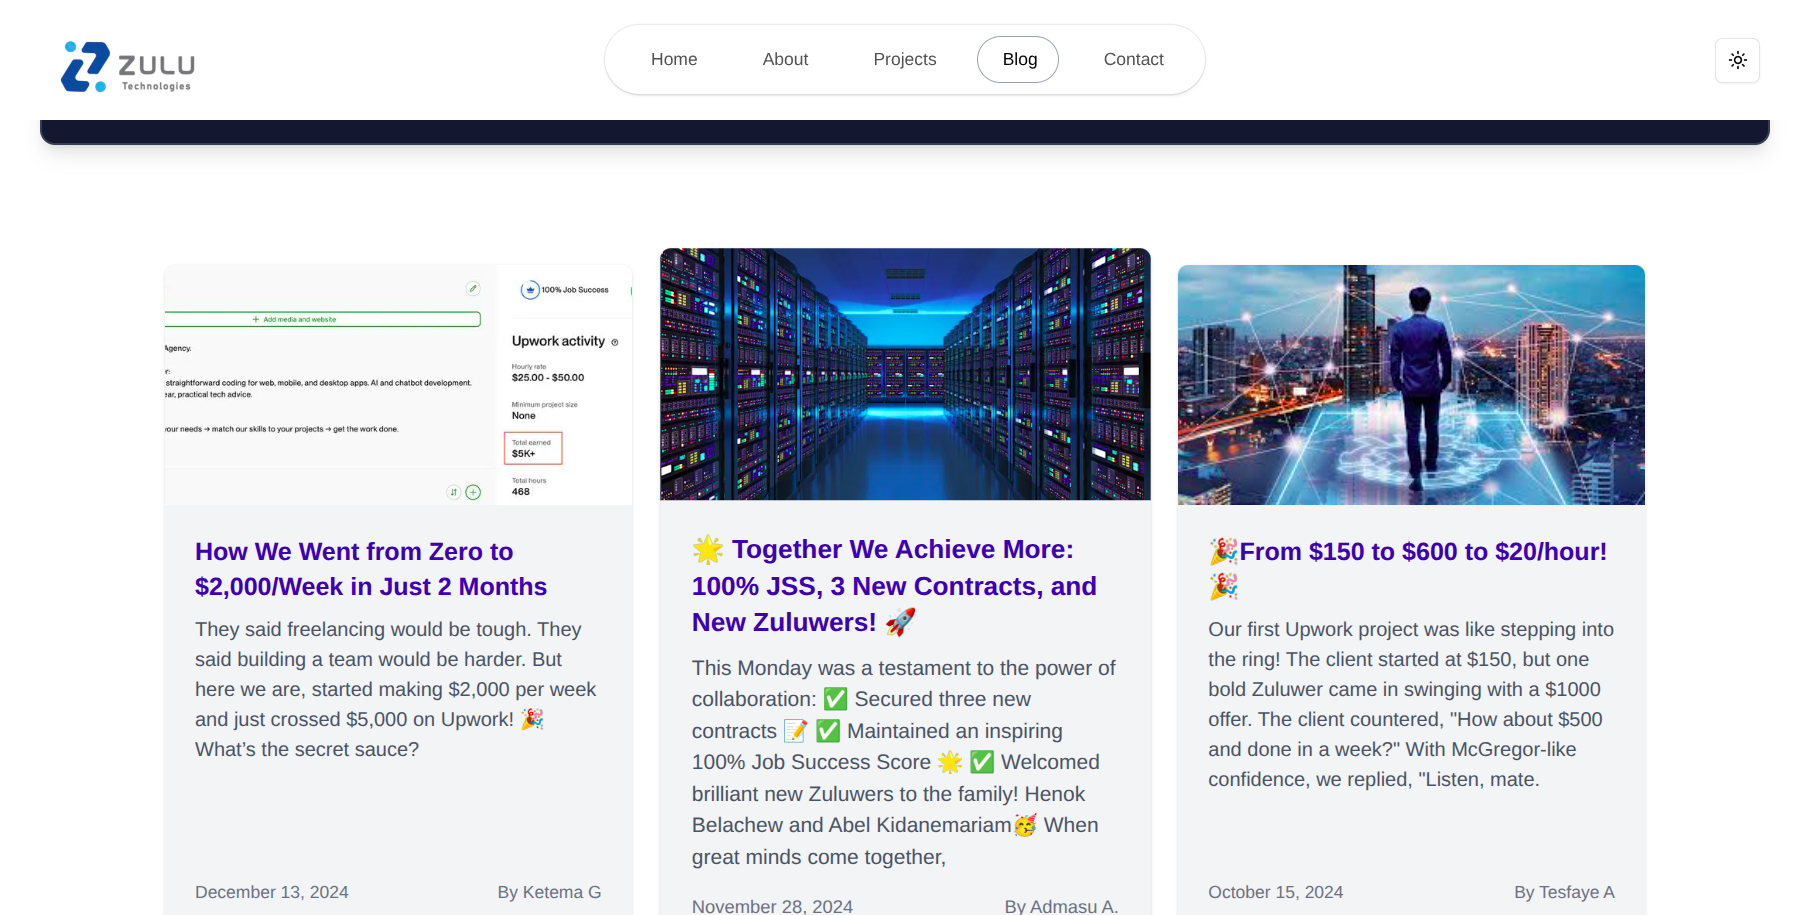 ZULU
Technologies
Home
About
Projects
Blog
Contact
100% Job Success
+ Add media and website
Agency.
Upwork activity
Hourly rate
$25.00 - $50.00
straightforward coding for web, mobile, and desktop apps. AI and chatbot development.
ear, practical tech advice.
Minimum project size
None
our needs → match our skills to your projects → get the work done.
Total earned
$5K+
Total hours
468
How We Went from Zero to
$2,000/Week in Just 2 Months
They said freelancing would be tough. They
said building a team would be harder. But
here we are, started making $2,000 per week
and just crossed $5,000 on Upwork! 🎉
What’s the secret sauce?
December 13, 2024
By Ketema G
🌟 Together We Achieve More:
100% JSS, 3 New Contracts, and
New Zuluwers! 🚀
This Monday was a testament to the power of
collaboration: ✅ Secured three new
contracts 📝 ✅ Maintained an inspiring
100% Job Success Score 🌟 ✅ Welcomed
brilliant new Zuluwers to the family! Henok
Belachew and Abel Kidanemariam🥳 When
great minds come together,
November 28, 2024
By Admasu A.
🎉From $150 to $600 to $20/hour!
🎉
Our first Upwork project was like stepping into
the ring! The client started at $150, but one
bold Zuluwer came in swinging with a $1000
offer. The client countered, "How about $500
and done in a week?" With McGregor-like
confidence, we replied, "Listen, mate.
October 15, 2024
By Tesfaye A